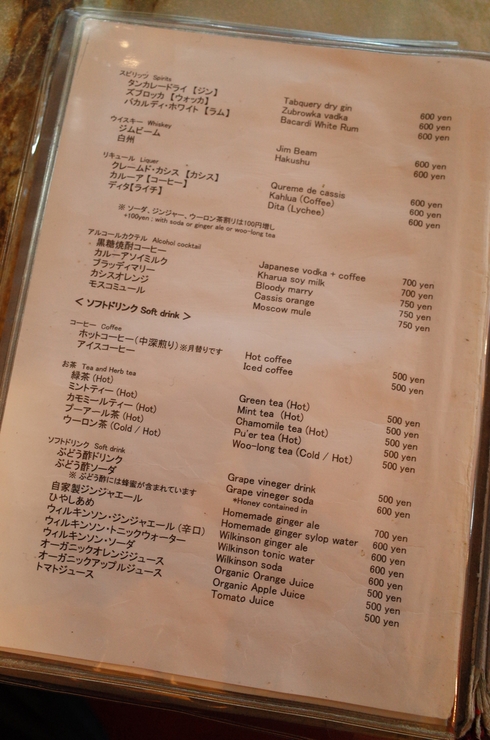 スピリッツ Spirits
タンカレードライ【ジン】 Tabquery dry gin 600 yen
ズブロッカ【ウォッカ】 Zubrowka vadka 600 yen
バカルディ・ホワイト【ラム】 Bacardi White Rum 600 yen
ウイスキー Whiskey
ジムビーム Jim Beam 600 yen
白州 Hakushu 600 yen
リキュール Liquer
クレームド・カシス【カシス】 Qureme de cassis 600 yen
カルーア【コーヒー】 Kahlua (Coffee) 600 yen
ディタ【ライチ】 Dita (Lychee) 600 yen
※ ソーダ、ジンジャー、ウーロン茶割りは100円増し
+100yen ; with soda or ginger ale or woo-long tea
アルコールカクテル Alcohol cocktail
黒糖焼酎コーヒー Japanese vodka + coffee 700 yen
カルーアソイミルク Kharua soy milk 700 yen
ブラッディマリー Bloody marry 750 yen
カシスオレンジ Cassis orange 750 yen
モスコミュール Moscow mule 750 yen
< ソフトドリンク Soft drink >
コーヒー Coffee
ホットコーヒー(中深煎り)※月替りです Hot coffee 500 yen
アイスコーヒー Iced coffee 500 yen
お茶 Tea and Herb tea
緑茶 (Hot) Green tea (Hot) 500 yen
ミントティー (Hot) Mint tea (Hot) 500 yen
カモミールティー (Hot) Chamomile tea (Hot) 500 yen
プーアール茶 (Hot) Pu'er tea (Hot) 500 yen
ウーロン茶 (Cold / Hot) Woo-long tea (Cold / Hot) 500 yen
ソフトドリンク Soft drink
ぶどう酢ドリンク Grape vineger drink 500 yen
ぶどう酢ソーダ Grape vineger soda 600 yen
※ ぶどう酢には蜂蜜が含まれています *Honey contained in
自家製ジンジャエール Homemade ginger ale 700 yen
ひやしあめ Homemade ginger sylop water 600 yen
ウィルキンソン・ジンジャエール (辛口) Wilkinson ginger ale 600 yen
ウィルキンソン・トニックウォーター Wilkinson tonic water 600 yen
ウィルキンソン・ソーダ Wilkinson soda 600 yen
オーガニックオレンジジュース Organic Orange Juice 500 yen
オーガニックアップルジュース Organic Apple Juice 500 yen
トマトジュース Tomato Juice 500 yen